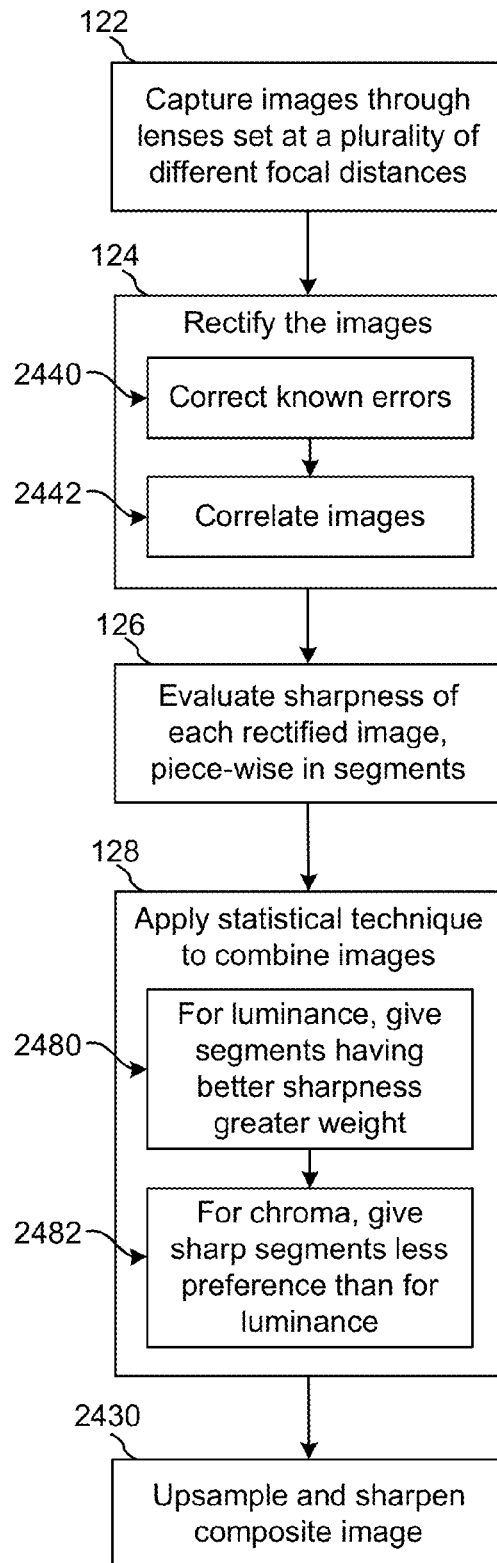 122
Capture images through
lenses set at a plurality of
different focal distances
124
Rectify the images
2440
Correct known errors
2442
Correlate images
126
Evaluate sharpness of
each rectified image,
piece-wise in segments
128
Apply statistical technique
to combine images
2480
For luminance, give
segments having
better sharpness
greater weight
2482
For chroma, give
sharp segments less
preference than for
luminance
2430
Upsample and sharpen
composite image